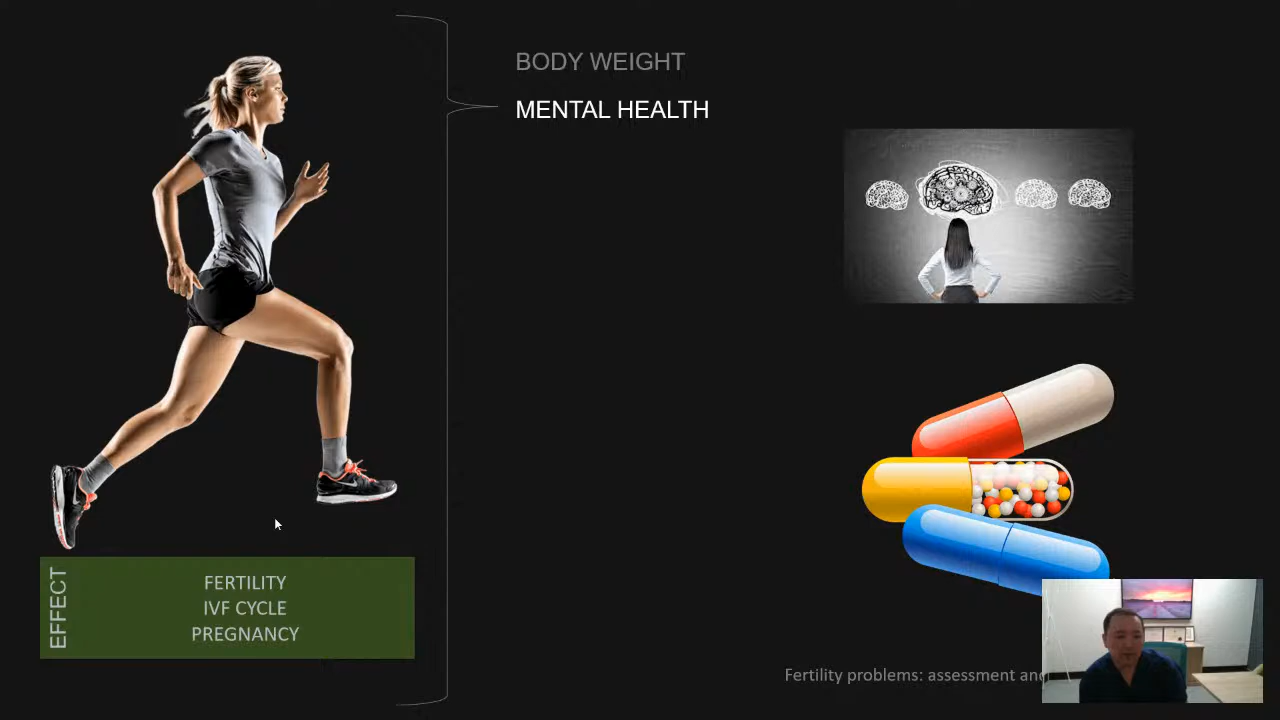 BODY WEIGHT
MENTAL HEALTH
EFFECT
FERTILITY
IVF CYCLE
PREGNANCY
Fertility problems: assessment and